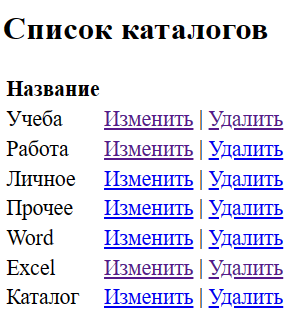 Список каталогов
Название
Учеба Изменить | Удалить
Работа Изменить | Удалить
Личное Изменить | Удалить
Прочее Изменить | Удалить
Word Изменить | Удалить
Excel Изменить | Удалить
Каталог Изменить | Удалить